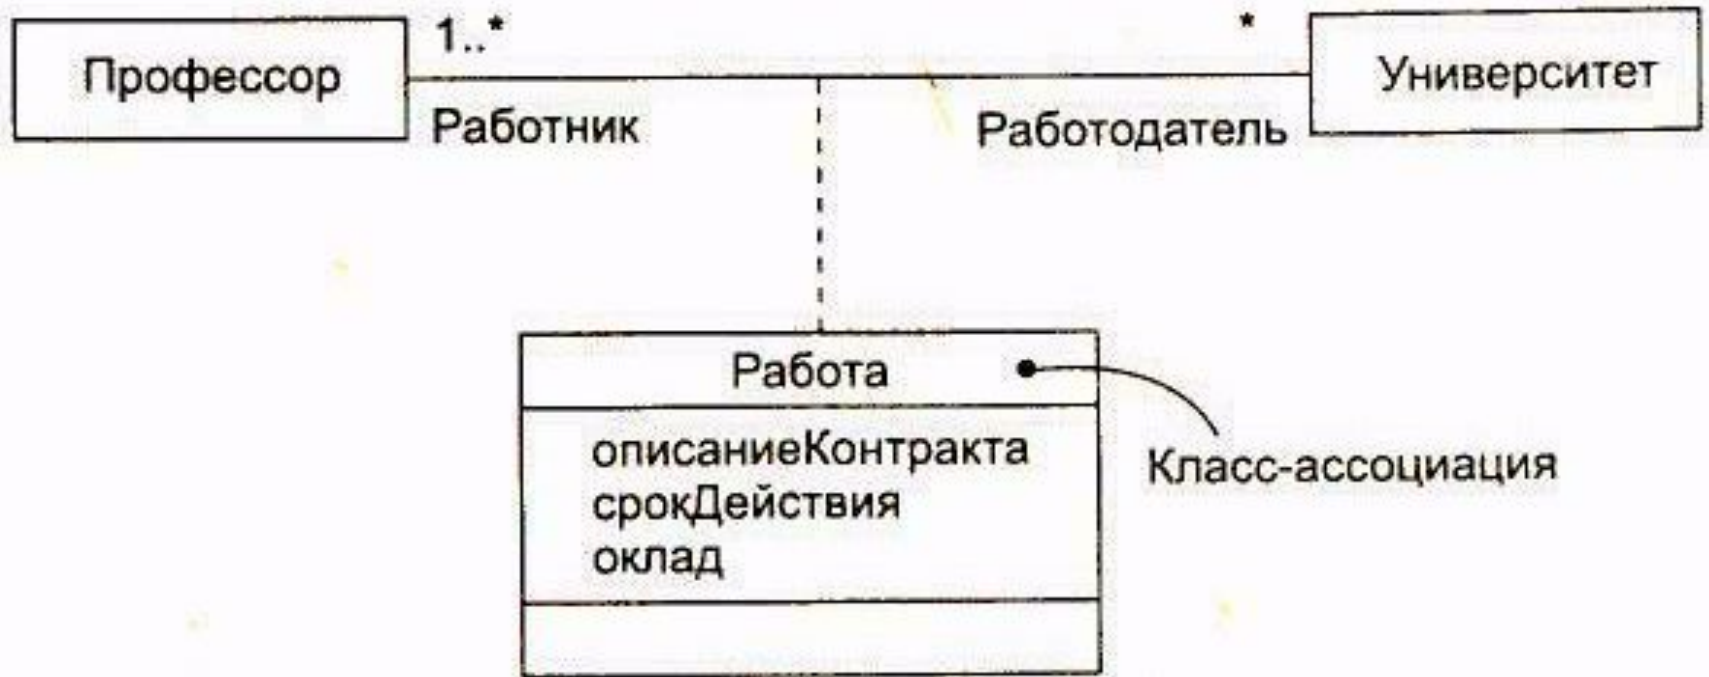 1..*
*
Профессор
Университет
Работник
Работодатель
Работа
описаниеКонтракта
срокДействия
оклад
Класс-ассоциация